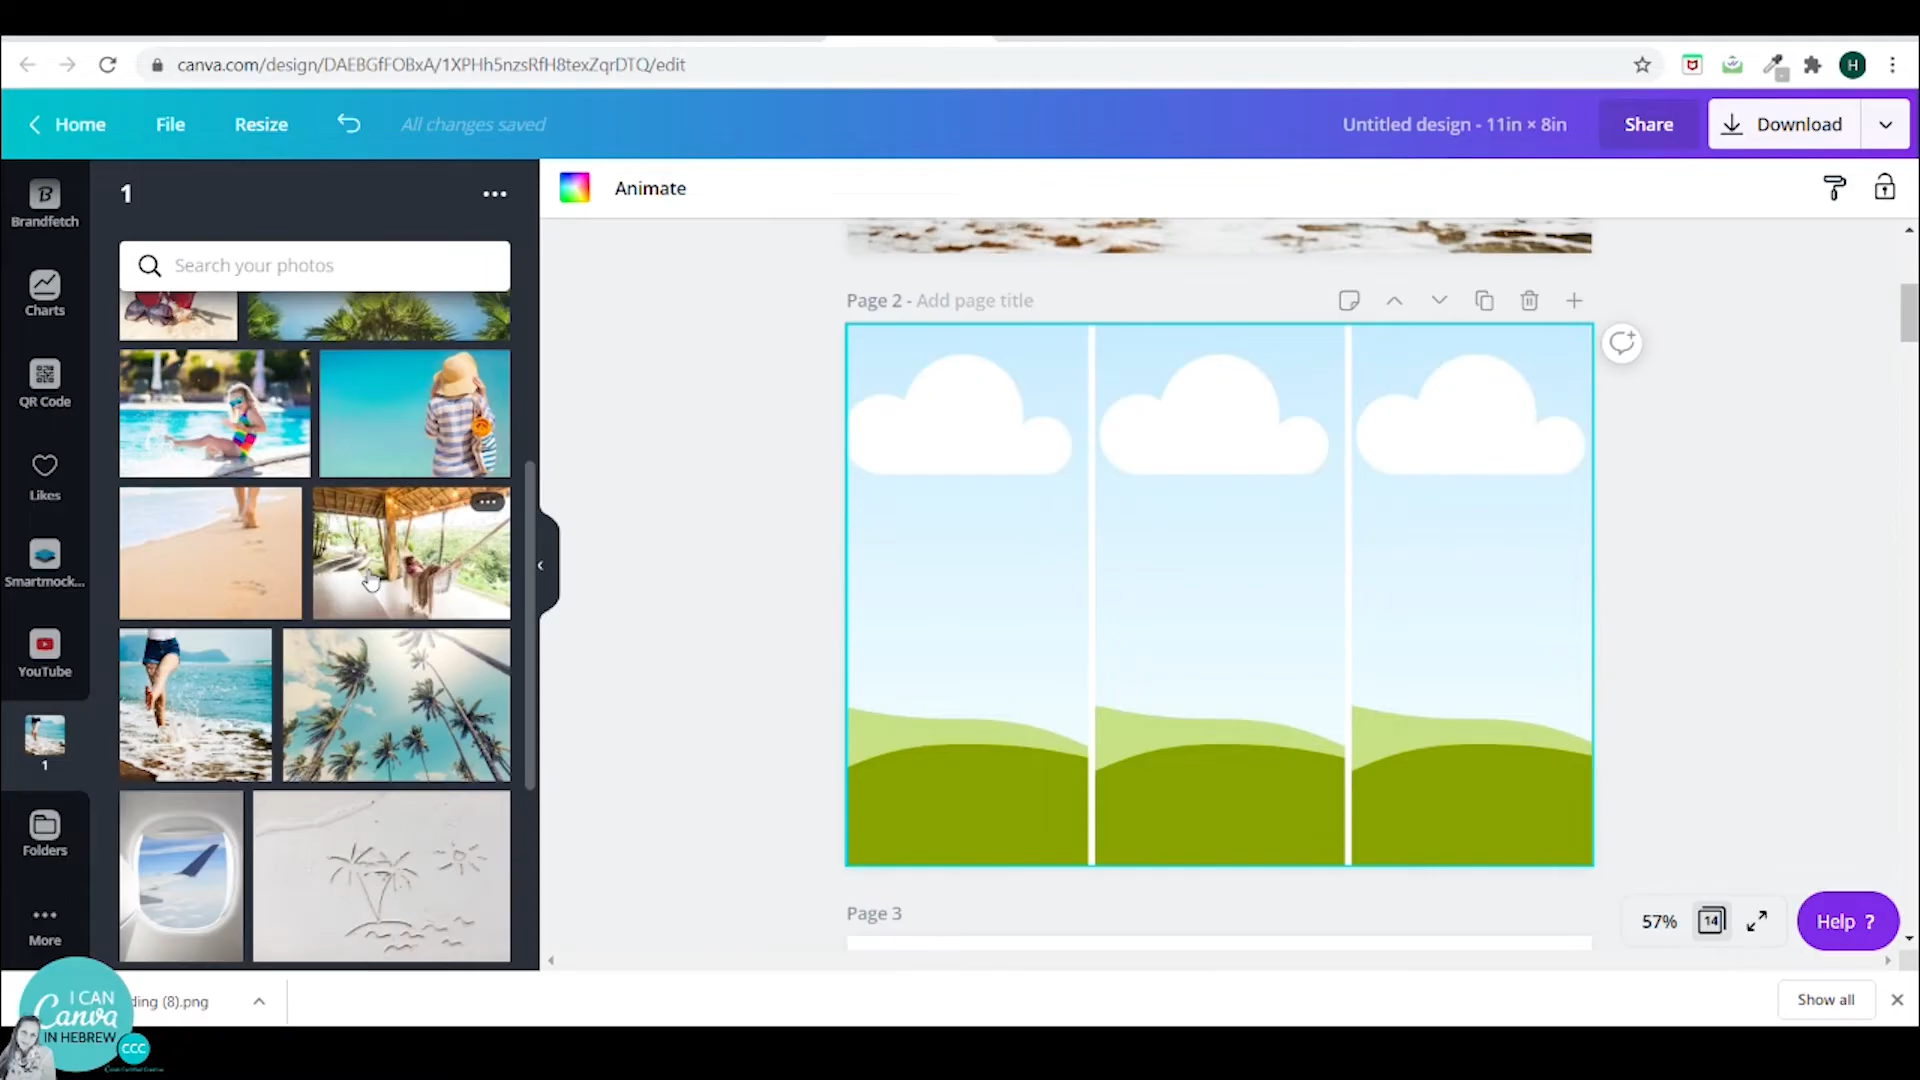 canva.com/design/DAEBGfFOBxA/1XPHh5nzsRfH8texZqrDTQ/edit
H
Home
File
Resize
All changes saved
Untitled design - 11in × 8in
Share
Download
Brandfetch
1
Animate
Charts
Search your photos
Page 2 - Add page title
QR Code
Likes
Smartmock...
YouTube
1
Folders
More
Page 3
57%
14
Help ?
ding (8).png
Show all
I CAN
Canva
IN HEBREW
CCC